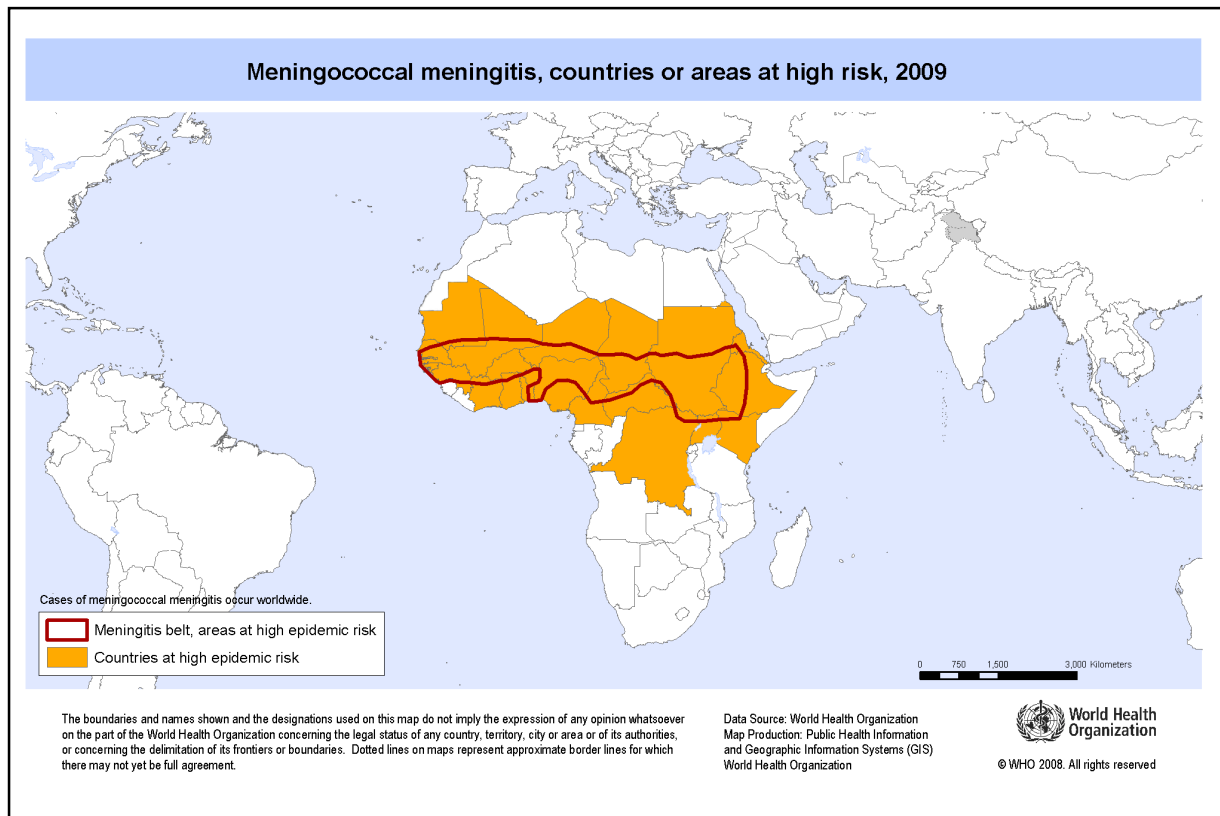 Meningococcal meningitis, countries or areas at high risk, 2009
Cases of meningococcal meningitis occur worldwide.
Meningitis belt, areas at high epidemic risk
Countries at high epidemic risk
0 750 1,500 3,000 Kilometers
The boundaries and names shown and the designations used on this map do not imply the expression of any opinion whatsoever
on the part of the World Health Organization concerning the legal status of any country, territory, city or area or of its authorities,
or concerning the delimitation of its frontiers or boundaries. Dotted lines on maps represent approximate border lines for which
there may not yet be full agreement.
Data Source: World Health Organization
Map Production: Public Health Information
and Geographic Information Systems (GIS)
World Health Organization
World Health
Organization
© WHO 2008. All rights reserved